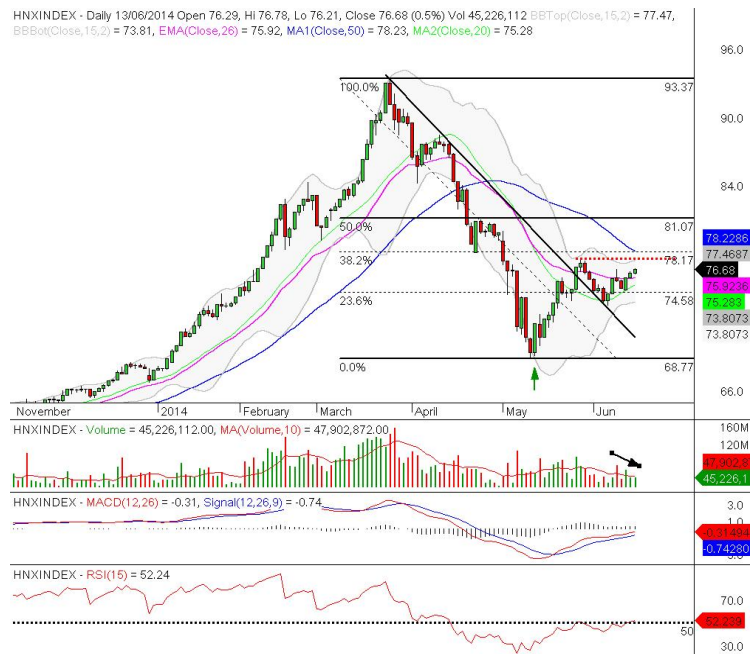 HNXINDEX - Daily 13/06/2014 Open 76.29, Hi 76.78, Lo 76.21, Close 76.68 (0.5%) Vol 45,226,112 BBTop(Close,15,2) = 77.47,
BBBot(Close,15,2) = 73.81, EMA(Close,26) = 75.92, MA1(Close,50) = 78.23, MA2(Close,20) = 75.28
96.0
100.0%
93.37
90.0
84.0
50.0%
81.07
78.2286
77.4687
38.2%
78.17
76.68
75.9236
75.283
23.6%
74.58
73.8073
73.8073
0.0%
68.77
66.0
November
2014
February
March
April
May
Jun
HNXINDEX - Volume = 45,226,112.00, MA(Volume,10) = 47,902,872.00
160M
120M
47,902,8
45,226,1
HNXINDEX - MACD(12,26) = -0.31, Signal(12,26,9) = -0.74
3.0
1.0
-0.31494
-0.74280
HNXINDEX - RSI(15) = 52.24
70.0
52.239
50
30.0